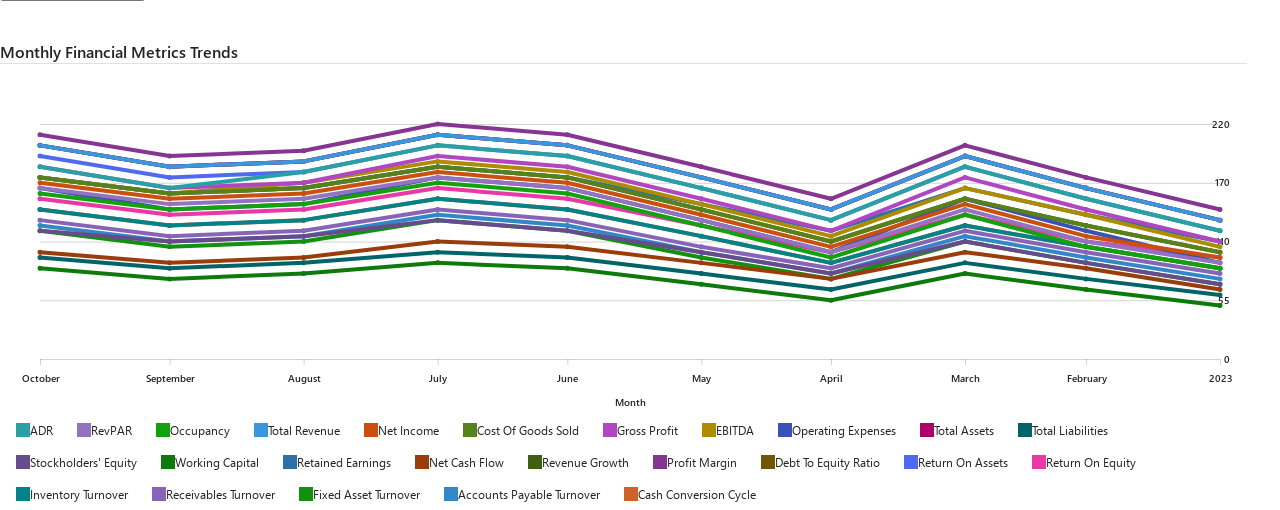 Monthly Financial Metrics Trends
220
170
55
0
October September August July June May April March February 2023
Month
ADR RevPAR Occupancy Total Revenue Net Income Cost Of Goods Sold Gross Profit EBITDA Operating Expenses Total Assets Total Liabilities
Stockholders' Equity Working Capital Retained Earnings Net Cash Flow Revenue Growth Profit Margin Debt To Equity Ratio Return On Assets Return On Equity
Inventory Turnover Receivables Turnover Fixed Asset Turnover Accounts Payable Turnover Cash Conversion Cycle